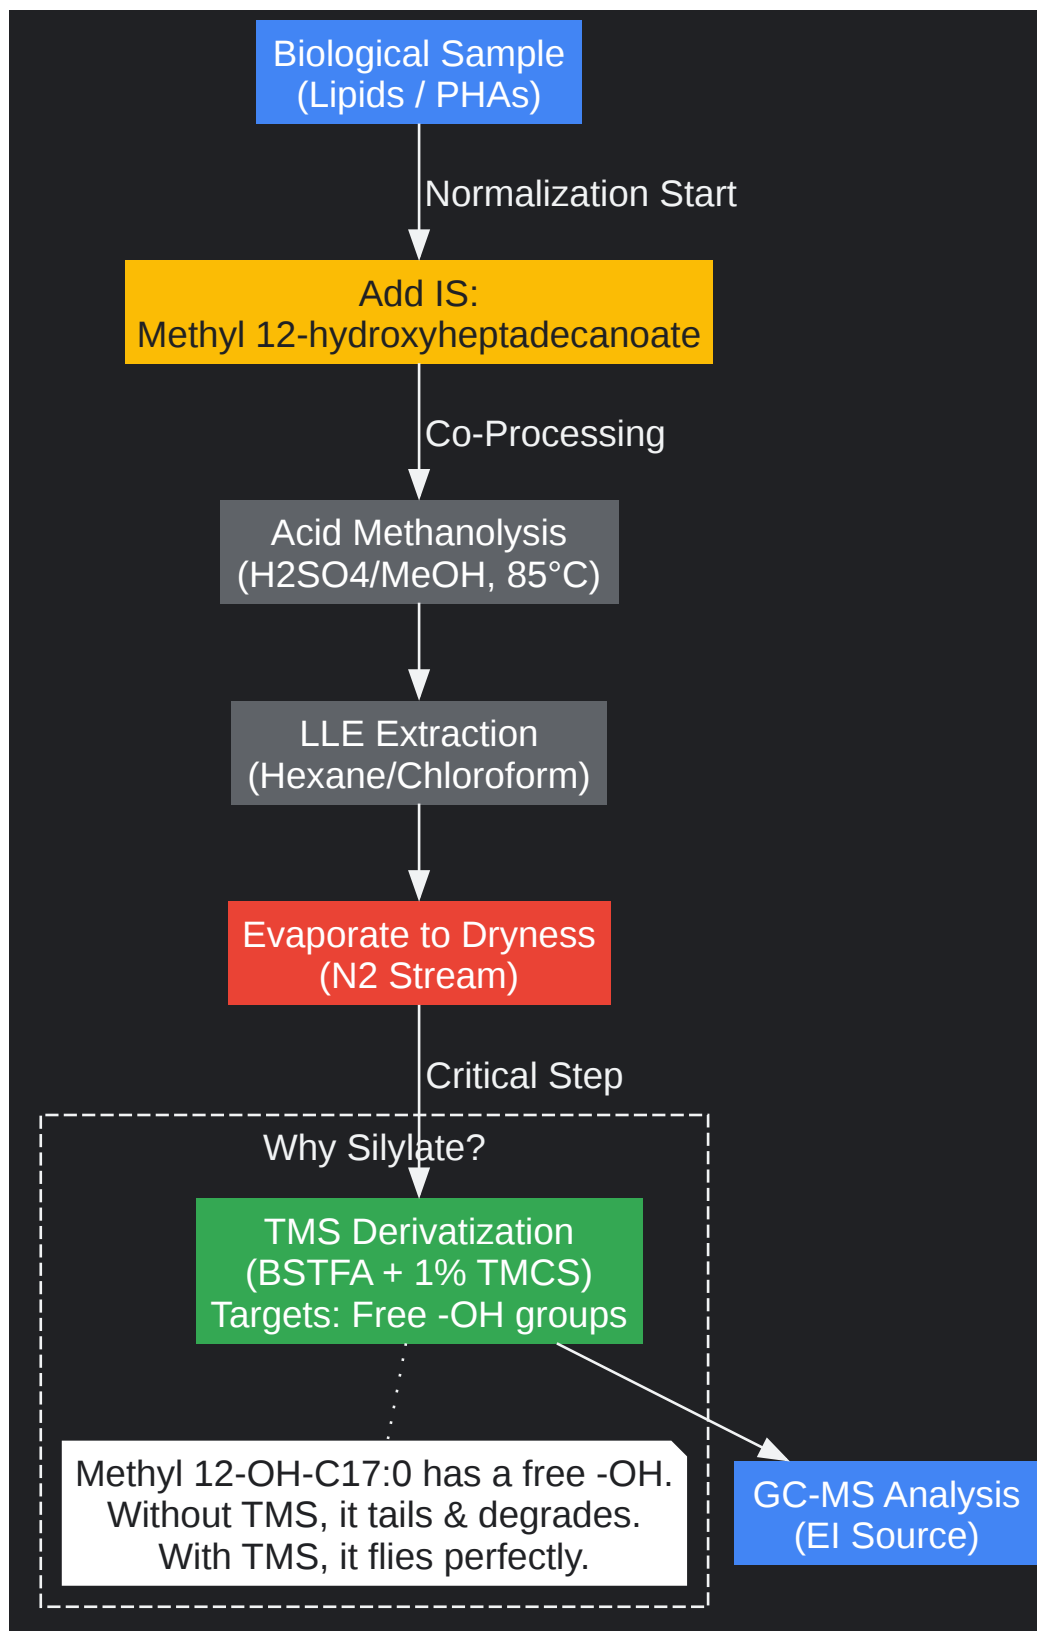 Biological Sample
(Lipids / PHAs)
Normalization Start
Add IS:
Methyl 12-hydroxyheptadecanoate
Co-Processing
Acid Methanolysis
(H2SO4/MeOH, 85°C)
LLE Extraction
(Hexane/Chloroform)
Evaporate to Dryness
(N2 Stream)
Critical Step
Why Silylate?
TMS Derivatization
(BSTFA + 1% TMCS)
Targets: Free -OH groups
Methyl 12-OH-C17:0 has a free -OH.
Without TMS, it tails & degrades.
With TMS, it flies perfectly.
GC-MS Analysis
(EI Source)